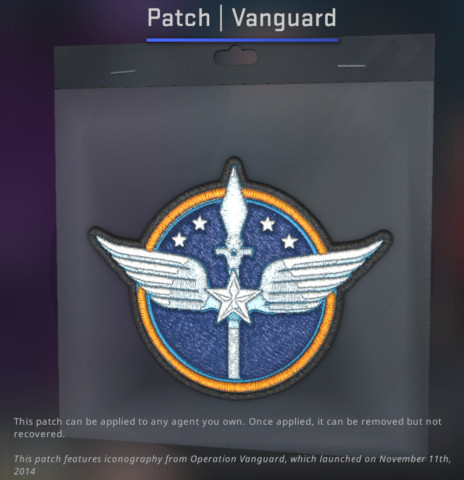 Patch | Vanguard
This patch can be applied to any agent you own. Once applied, it can be removed but not
recovered.
This patch features iconography from Operation Vanguard, which launched on November 11th,
2014